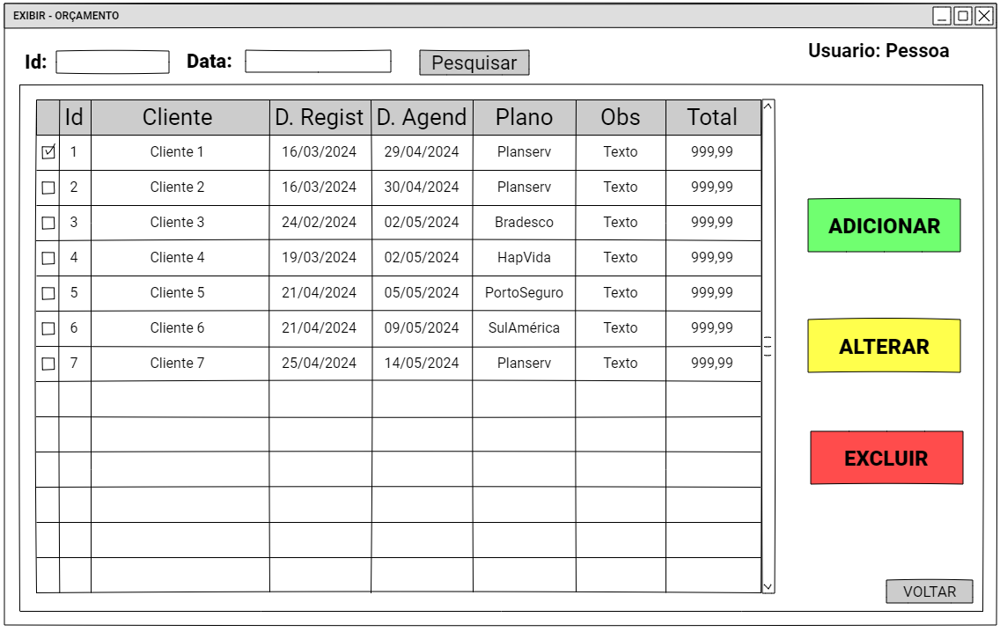 EXIBIR - ORÇAMENTO
Usuario: Pessoa
Id: Data: Pesquisar
Id Cliente D. Regist D. Agend Plano Obs Total
1 Cliente 1 16/03/2024 29/04/2024 Planserv Texto 999,99
2 Cliente 2 16/03/2024 30/04/2024 Planserv Texto 999,99
3 Cliente 3 24/02/2024 02/05/2024 Bradesco Texto 999,99
4 Cliente 4 19/03/2024 02/05/2024 HapVida Texto 999,99
5 Cliente 5 21/04/2024 05/05/2024 PortoSeguro Texto 999,99
6 Cliente 6 21/04/2024 09/05/2024 SulAmérica Texto 999,99
7 Cliente 7 25/04/2024 14/05/2024 Planserv Texto 999,99
ADICIONAR
ALTERAR
EXCLUIR
VOLTAR